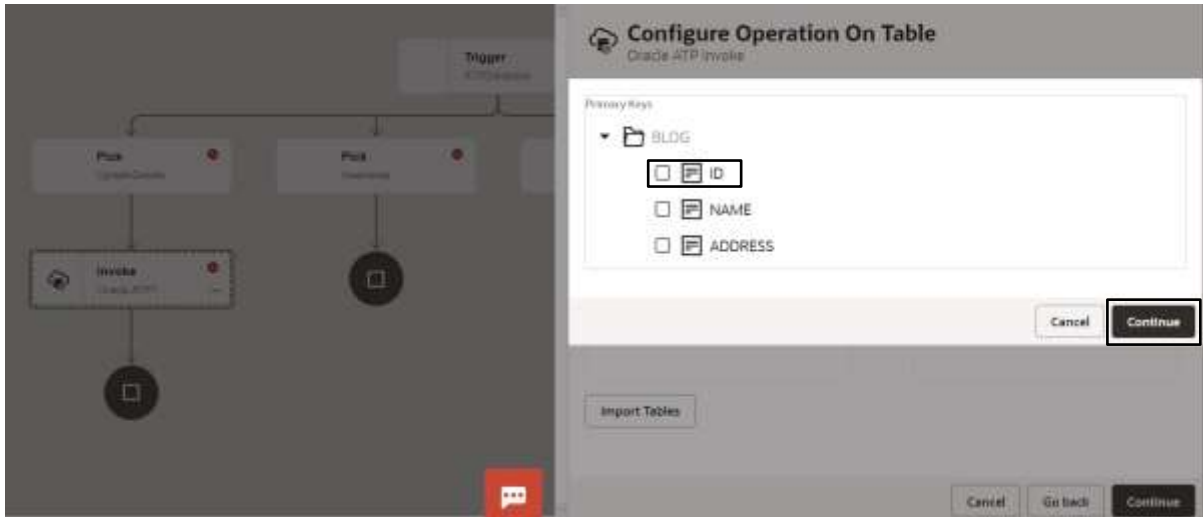 Configure Operation On Table
Oracle ATP Invoke
Trigger
Primary Keys
BLOG
ID
NAME
ADDRESS
Pick
Pick
Invoke
Cancel
Continue
Import Tables
Cancel
Go back
Continue